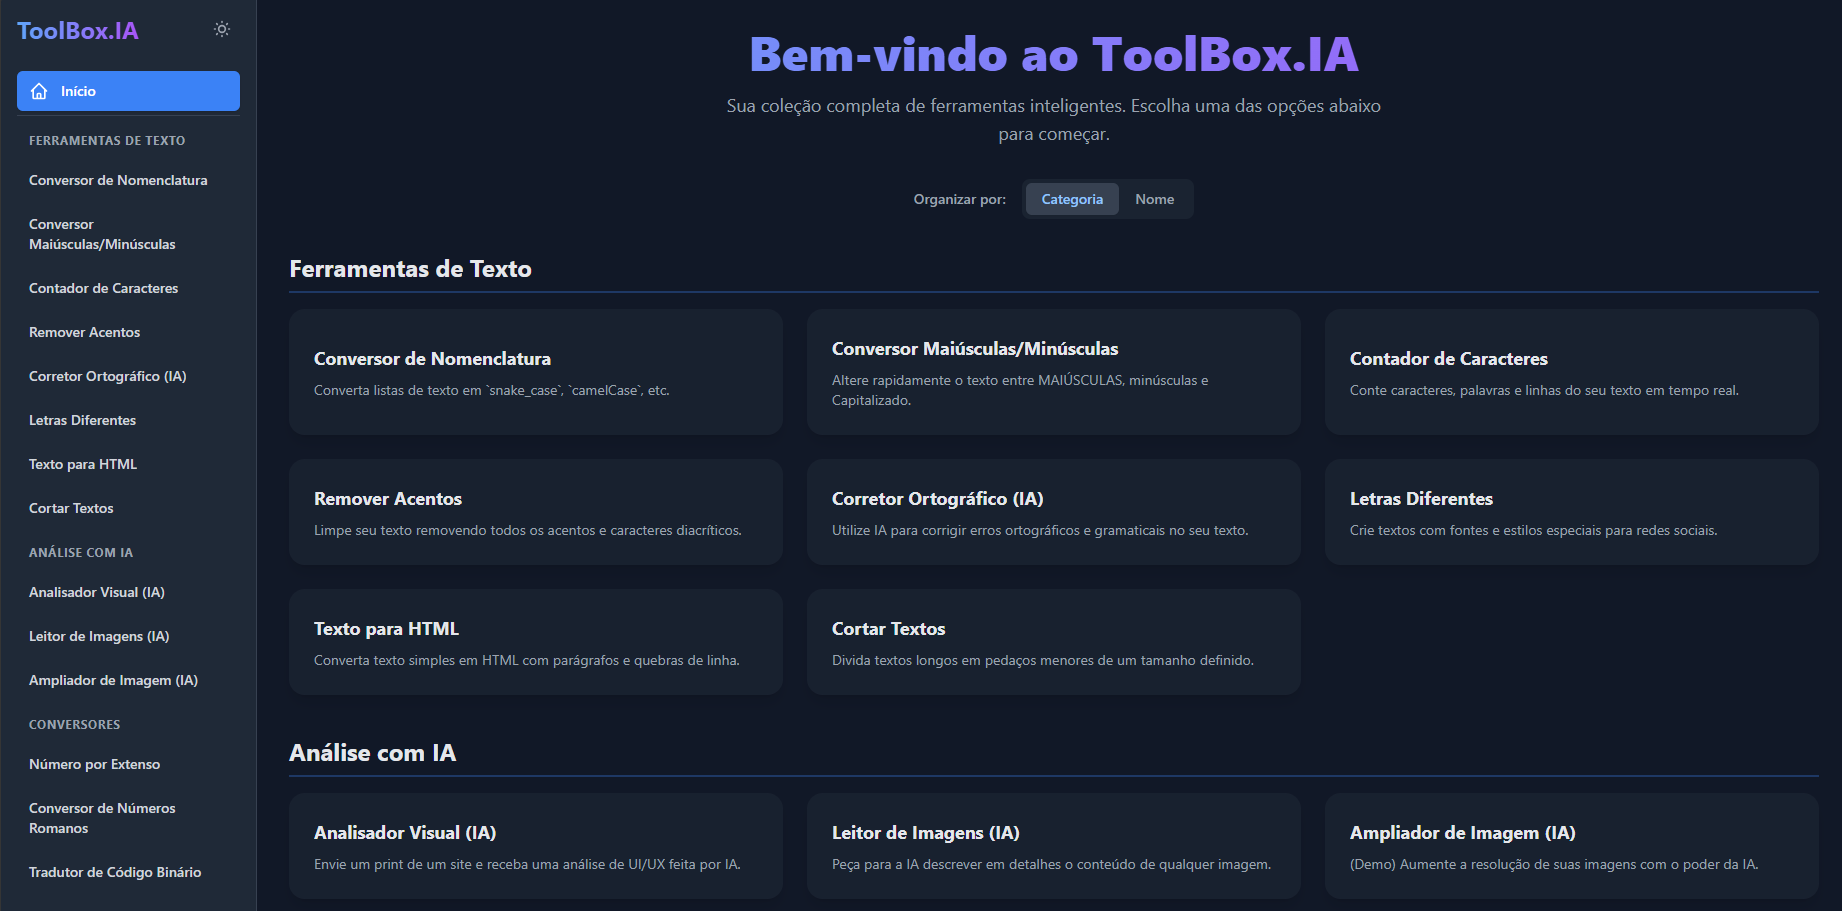 ToolBox.IA
Início
FERRAMENTAS DE TEXTO
Conversor de Nomenclatura
Conversor
Maiúsculas/Minúsculas
Contador de Caracteres
Remover Acentos
Corretor Ortográfico (IA)
Letras Diferentes
Texto para HTML
Cortar Textos
ANÁLISE COM IA
Analisador Visual (IA)
Leitor de Imagens (IA)
Ampliador de Imagem (IA)
CONVERSORES
Número por Extenso
Conversor de Números
Romanos
Tradutor de Código Binário
Bem-vindo ao ToolBox.IA
Sua coleção completa de ferramentas inteligentes. Escolha uma das opções abaixo
para começar.
Organizar por: Categoria Nome
Ferramentas de Texto
Conversor de Nomenclatura
Converta listas de texto em `snake_case`, `camelCase`, etc.
Conversor Maiúsculas/Minúsculas
Altere rapidamente o texto entre MAIÚSCULAS, minúsculas e
Capitalizado.
Contador de Caracteres
Conte caracteres, palavras e linhas do seu texto em tempo real.
Remover Acentos
Limpe seu texto removendo todos os acentos e caracteres diacríticos.
Corretor Ortográfico (IA)
Utilize IA para corrigir erros ortográficos e gramaticais no seu texto.
Letras Diferentes
Crie textos com fontes e estilos especiais para redes sociais.
Texto para HTML
Converta texto simples em HTML com parágrafos e quebras de linha.
Cortar Textos
Divida textos longos em pedaços menores de um tamanho definido.
Análise com IA
Analisador Visual (IA)
Envie um print de um site e receba uma análise de UI/UX feita por IA.
Leitor de Imagens (IA)
Peça para a IA descrever em detalhes o conteúdo de qualquer imagem.
Ampliador de Imagem (IA)
(Demo) Aumente a resolução de suas imagens com o poder da IA.